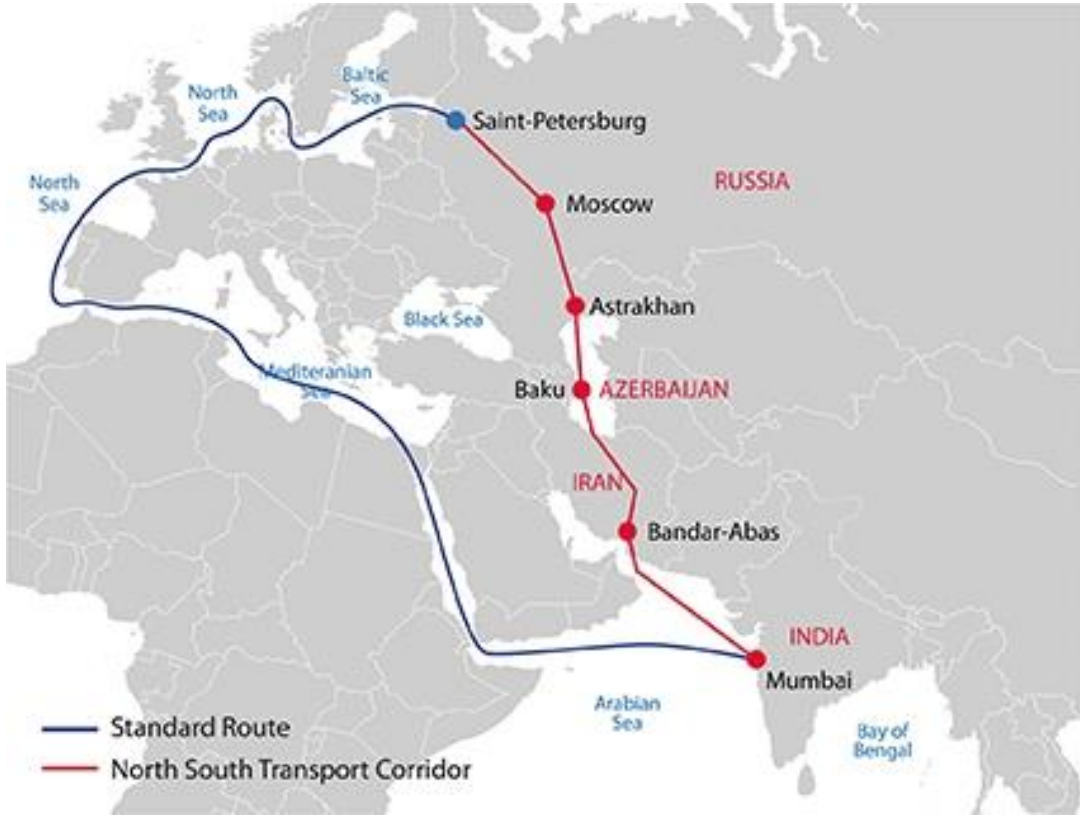 Baltic
Sea
North
Sea
Saint-Petersburg
North
Sea
RUSSIA
Moscow
Astrakhan
Black Sea
Mediteranian
Sea
Baku
AZERBAIJAN
IRAN
Bandar-Abas
INDIA
Mumbai
Arabian
Sea
Bay of
Bengal
Standard Route
North South Transport Corridor